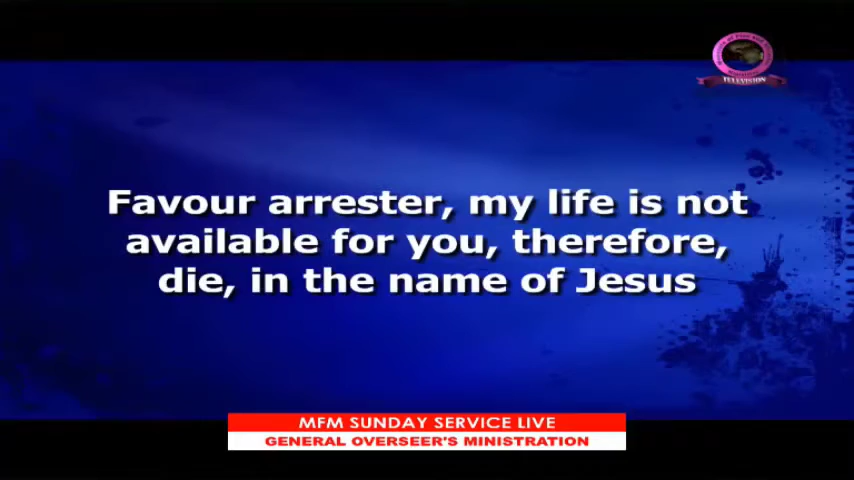 TELEVISION
Favour arrester, my life is not
available for you, therefore,
die, in the name of Jesus
MFM SUNDAY SERVICE LIVE
GENERAL OVERSEER'S MINISTRATION